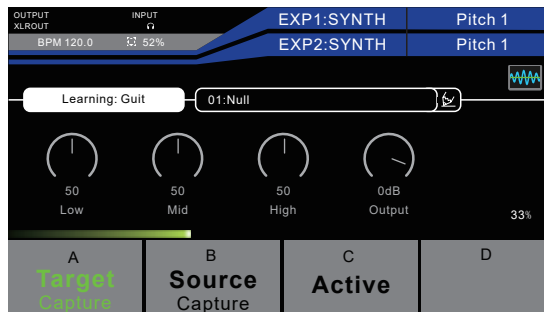 OUTPUT INPUT
XLROUT
BPM 120.0 52%
EXP1:SYNTH Pitch 1
EXP2:SYNTH Pitch 1
Learning: Guit 01:Null
50 50 50 0dB
Low Mid High Output
33%
A B C D
Target Source Active
Capture Capture